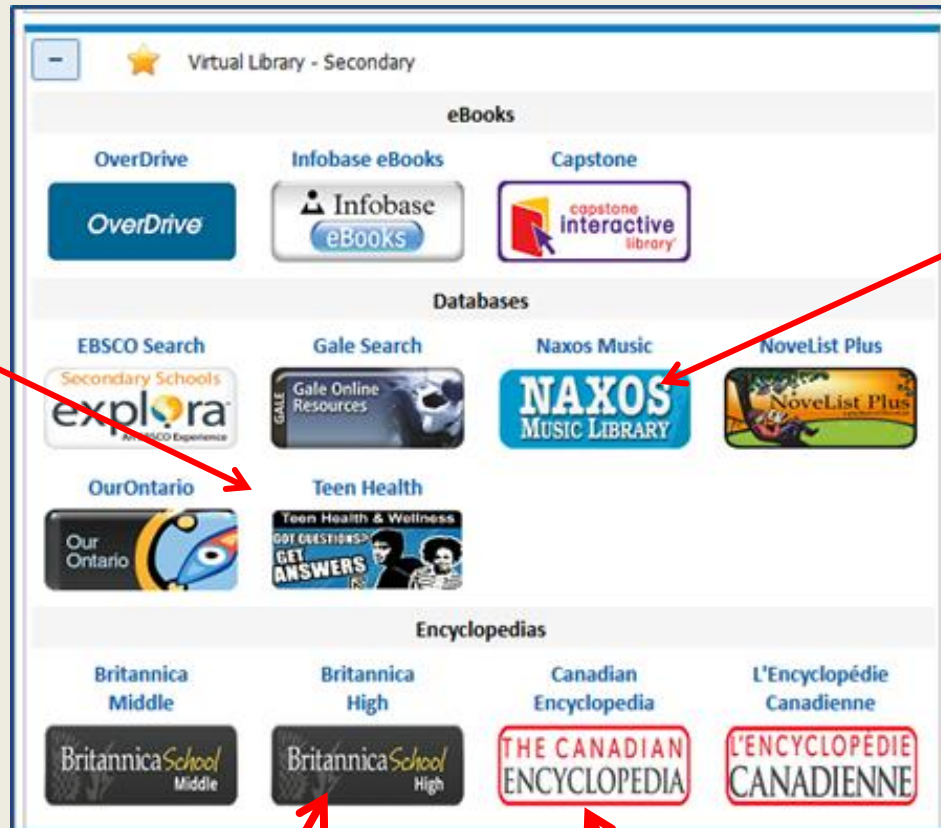 Virtual Library - Secondary
eBooks
OverDrive
Infobase eBooks
Capstone
OverDrive
Infobase
eBooks
capstone
interactive
library
Databases
EBSCO Search
Gale Search
Naxos Music
NoveList Plus
Secondary Schools
explora
An EBSCO Experience
GALE
Gale Online
Resources
NAXOS
MUSIC LIBRARY
NoveList Plus
OurOntario
Teen Health
Our
Ontario
Teen Health & Wellness
GOT QUESTIONS?
GET
ANSWERS
Encyclopedias
Britannica
Middle
Britannica
High
Canadian
Encyclopedia
L'Encyclopédie
Canadienne
BritannicaSchool
Middle
BritannicaSchool
High
THE CANADIAN
ENCYCLOPEDIA
L'ENCYCLOPÉDIE
CANADIENNE